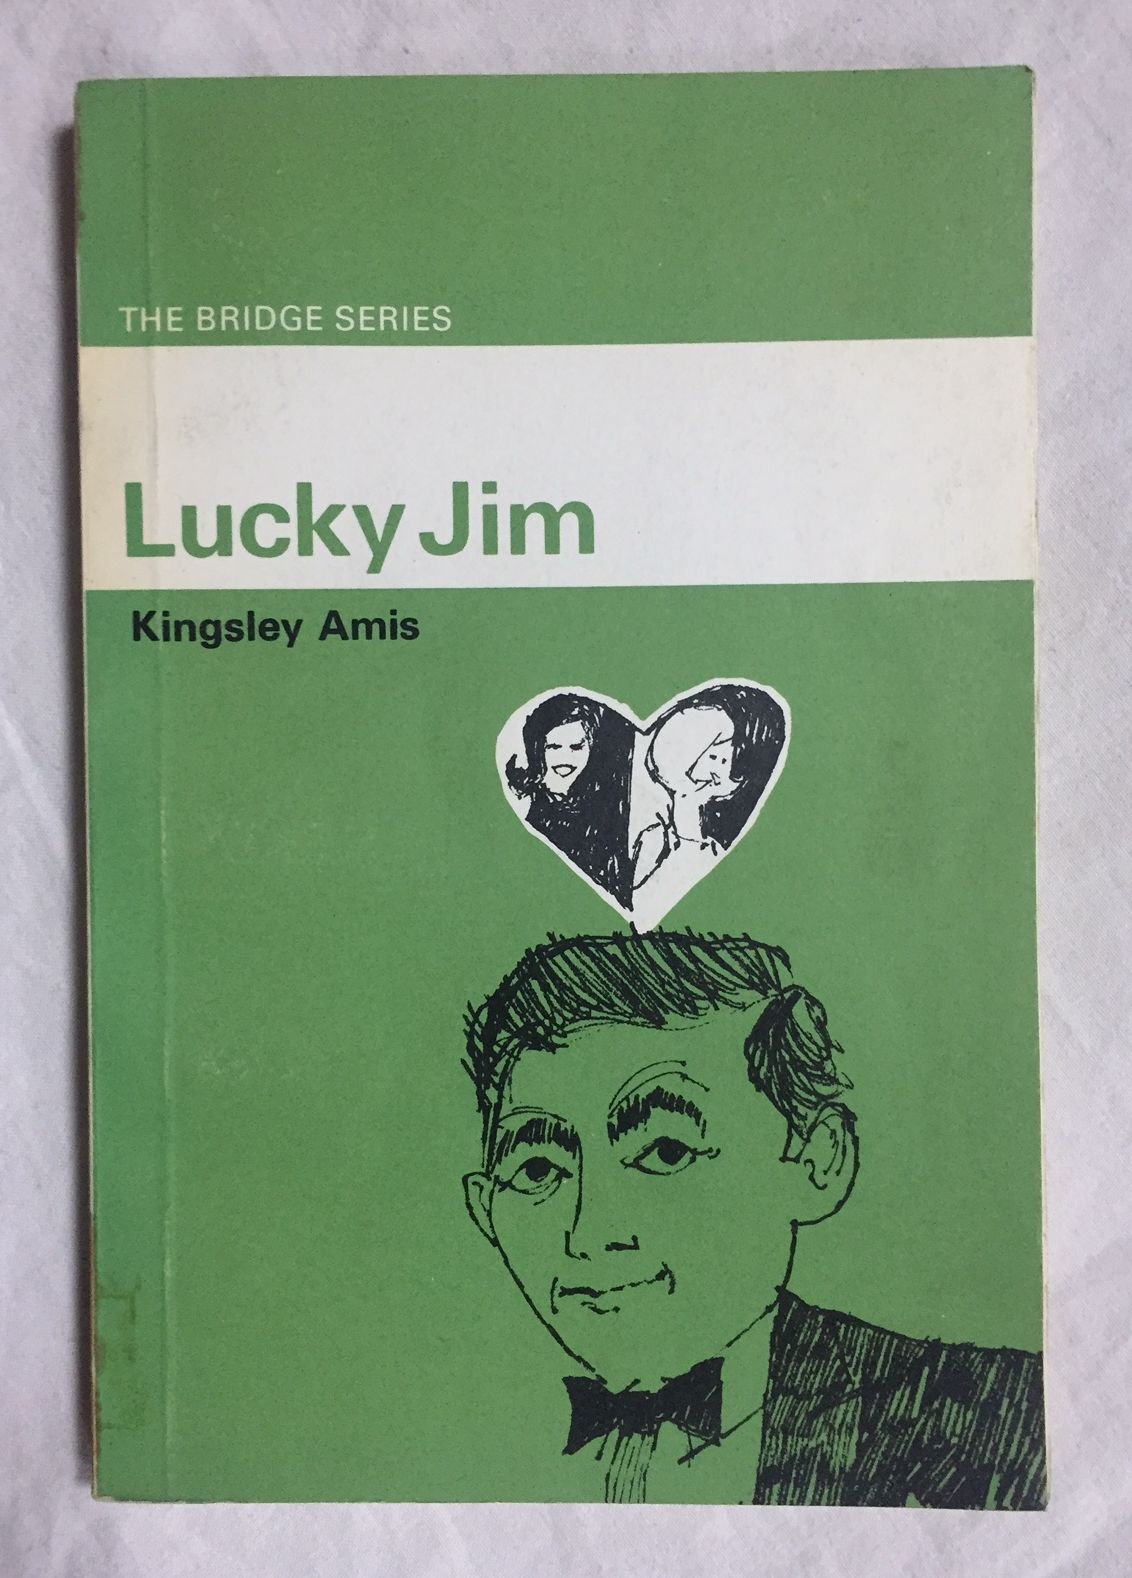 THE BRIDGE SERIES
Lucky Jim
Kingsley Amis